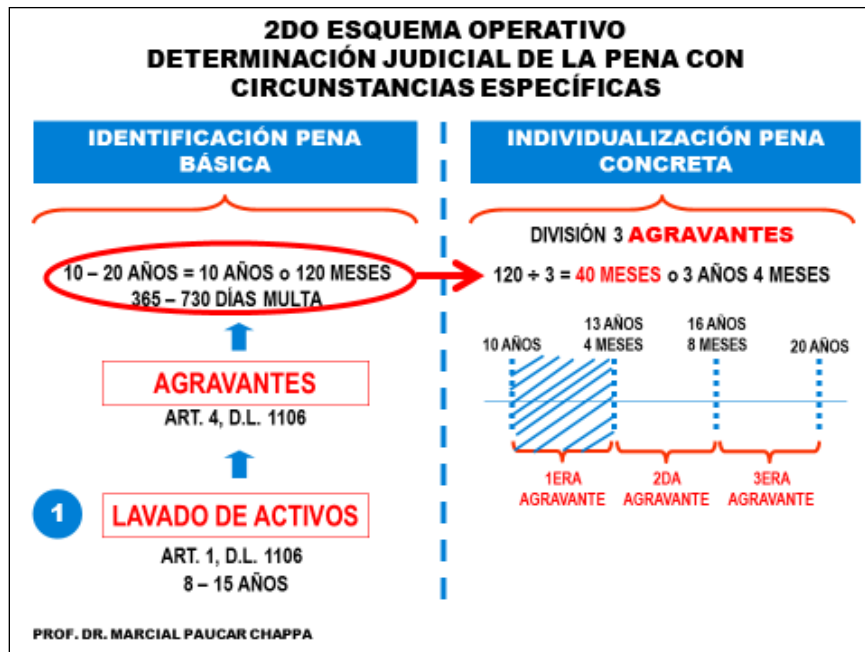 2DO ESQUEMA OPERATIVO
DETERMINACIÓN JUDICIAL DE LA PENA CON
CIRCUNSTANCIAS ESPECÍFICAS
IDENTIFICACIÓN PENA
BÁSICA
10 – 20 AÑOS = 10 AÑOS o 120 MESES
365 – 730 DÍAS MULTA
AGRAVANTES
ART. 4, D.L. 1106
1
LAVADO DE ACTIVOS
ART. 1, D.L. 1106
8 – 15 AÑOS
INDIVIDUALIZACIÓN PENA
CONCRETA
DIVISIÓN 3 AGRAVANTES
120 ÷ 3 = 40 MESES o 3 AÑOS 4 MESES
10 AÑOS
13 AÑOS
4 MESES
16 AÑOS
8 MESES
20 AÑOS
1ERA
AGRAVANTE
2DA
AGRAVANTE
3ERA
AGRAVANTE
PROF. DR. MARCIAL PAUCAR CHAPPA